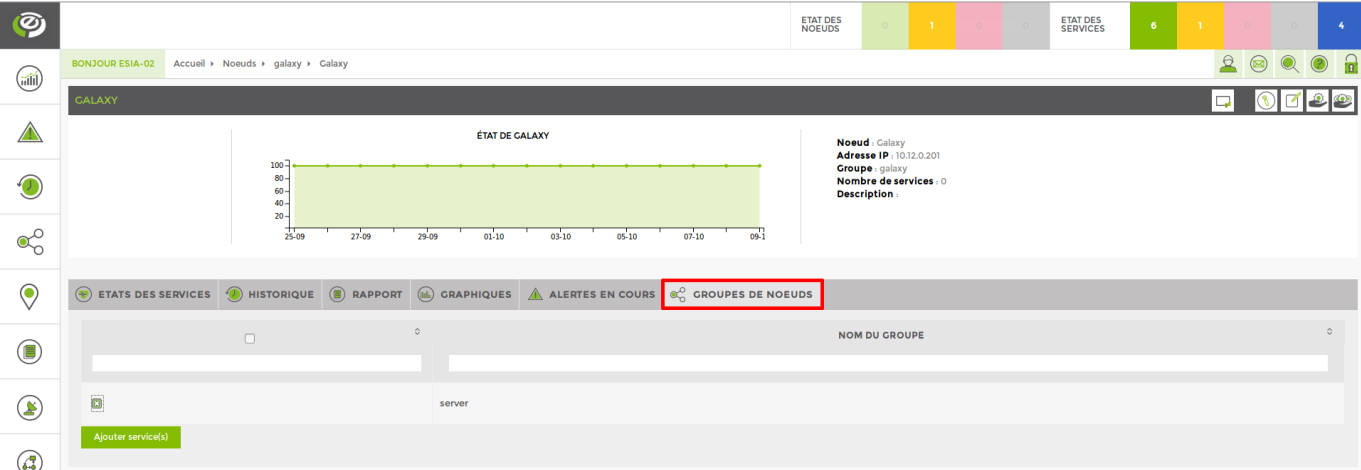 ETAT DES
NOEUDS
0
1
0
0
ETAT DES
SERVICES
6
1
0
0
4
BONJOUR ESIA-02 Accueil Noeuds galaxy Galaxy
GALAXY
ÉTAT DE GALAXY
100
80
60
40
20
25-09 27-09 29-09 01-10 03-10 05-10 07-10 09-1
Noeud : Galaxy
Adresse IP : 10.12.0.201
Groupe : galaxy
Nombre de services : 0
Description :
ETATS DES SERVICES HISTORIQUE RAPPORT GRAPHIQUES ALERTES EN COURS GROUPES DE NOEUDS
NOM DU GROUPE
server
Ajouter service(s)